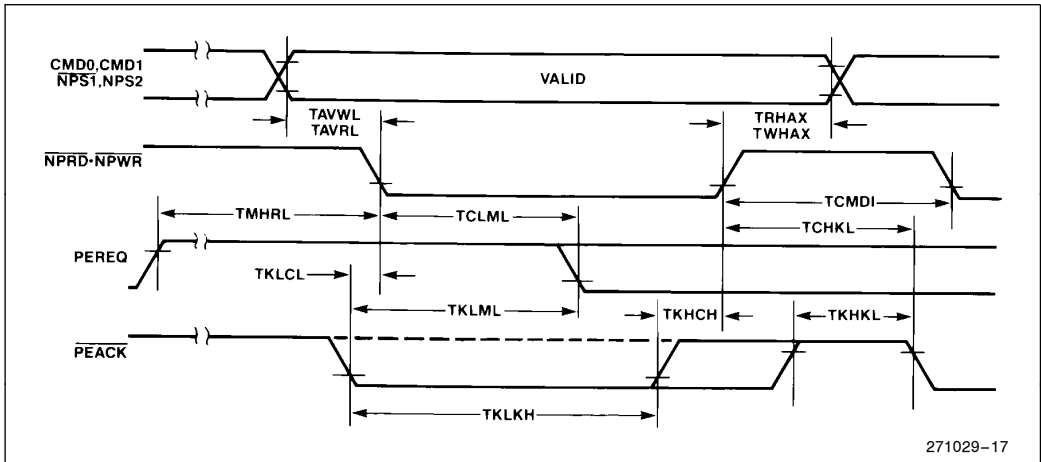 CMD0,CMD1
NPS1,NPS2
VALID
TAVWL
TAVRL
TRHAX
TWHAX
NPRD·NPWR
TCMDI
TMHRL
TCLML
TCHKL
PEREQ
TKLCL
TKLML
TKHCH
TKHKL
PEACK
TKLKH
271029–17